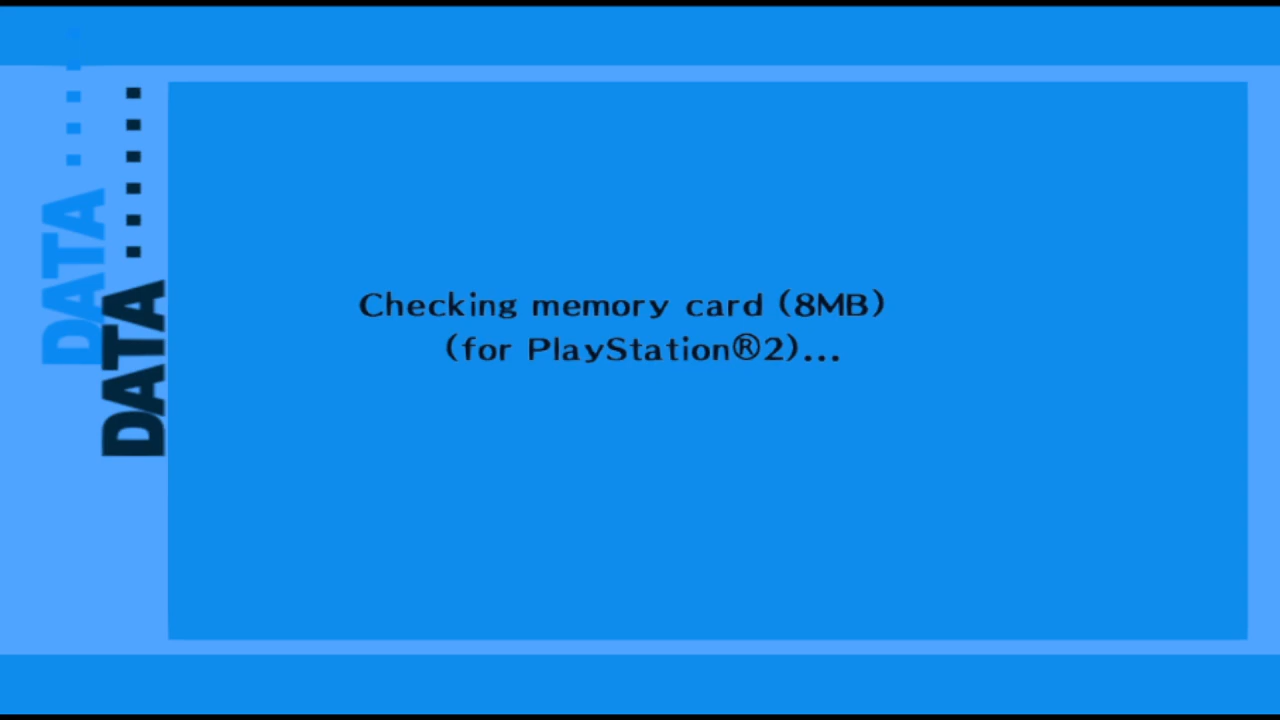 DATA ......
DATA ......
Checking memory card (8MB)
(for PlayStation®2)...